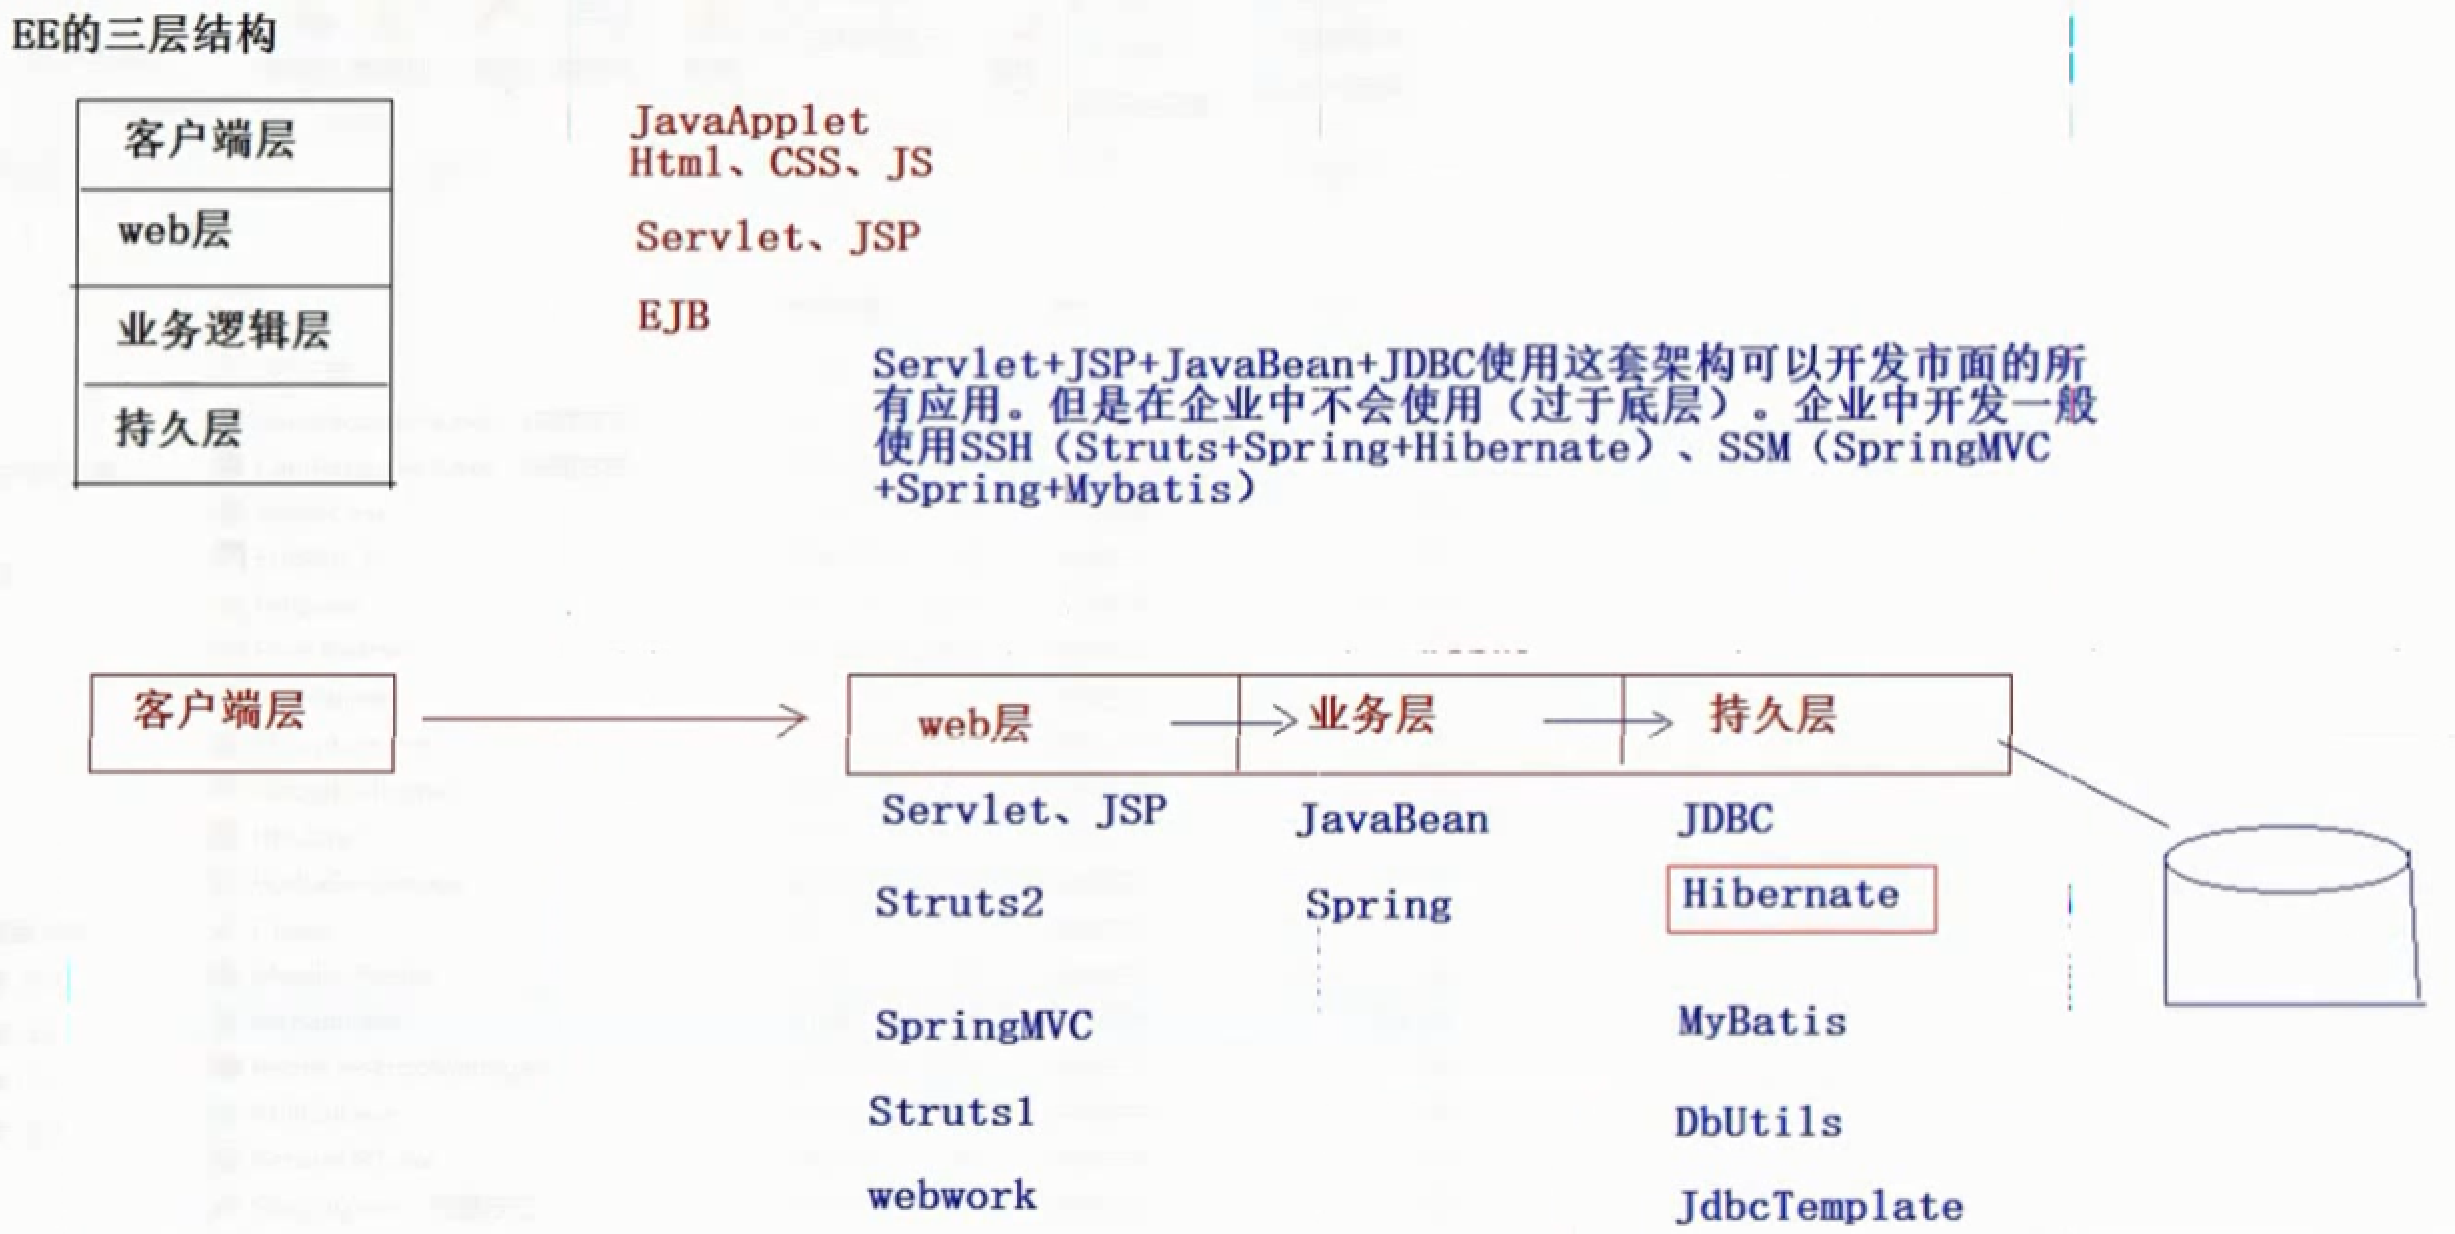 EE的三层结构
客户端层
web层
业务逻辑层
持久层
JavaApplet
Html、CSS、JS
Servlet、JSP
EJB
Servlet+JSP+JavaBean+JDBC使用这套架构可以开发市面的所
有应用。但是在企业中不会使用（过于底层）。企业中开发一般
使用SSH（Struts+Spring+Hibernate）、SSM（SpringMVC
+Spring+Mybatis）
客户端层
web层
业务层
持久层
Servlet、JSP
JavaBean
JDBC
Struts2
Spring
Hibernate
SpringMVC
MyBatis
Struts1
DbUtils
webwork
JdbcTemplate